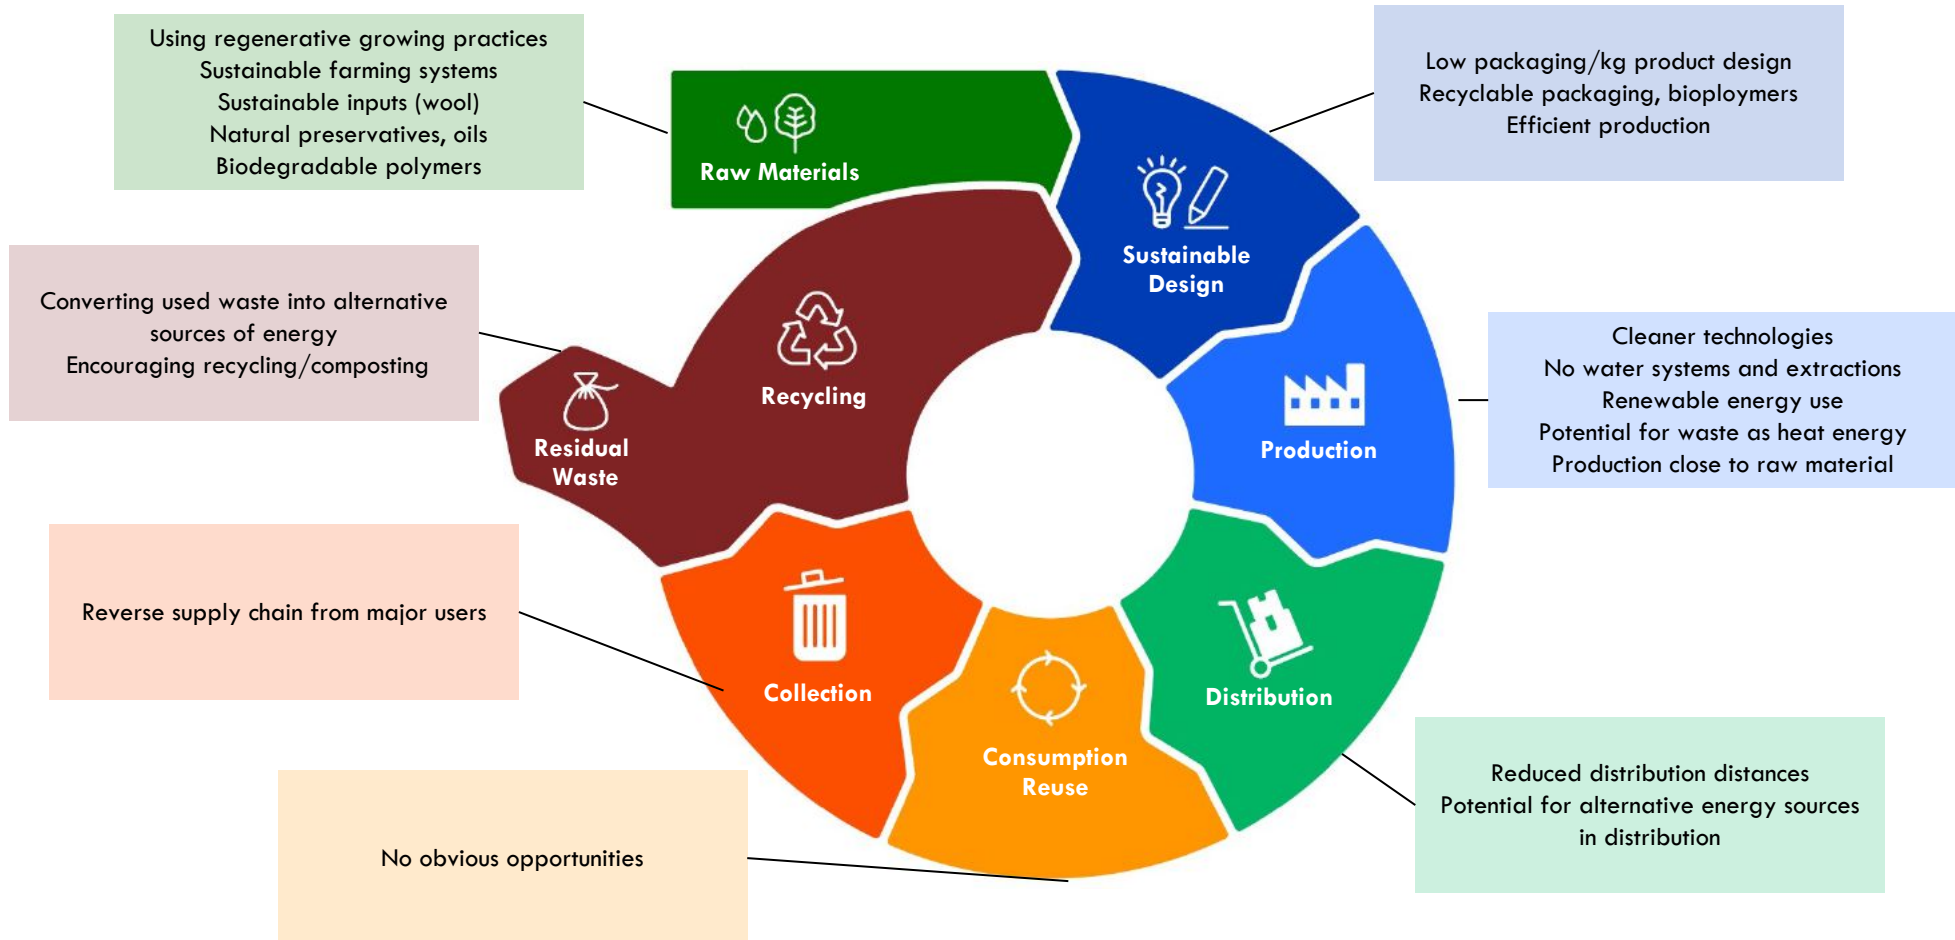 Using regenerative growing practices
Sustainable farming systems
Sustainable inputs (wool)
Natural preservatives, oils
Biodegradable polymers
Raw Materials
Low packaging/kg product design
Recyclable packaging, bioploymers
Efficient production
Sustainable
Design
Cleaner technologies
No water systems and extractions
Renewable energy use
Potential for waste as heat energy
Production close to raw material
Production
Reduced distribution distances
Potential for alternative energy sources
in distribution
Distribution
Consumption
Reuse
No obvious opportunities
Collection
Reverse supply chain from major users
Recycling
Residual
Waste
Converting used waste into alternative
sources of energy
Encouraging recycling/composting